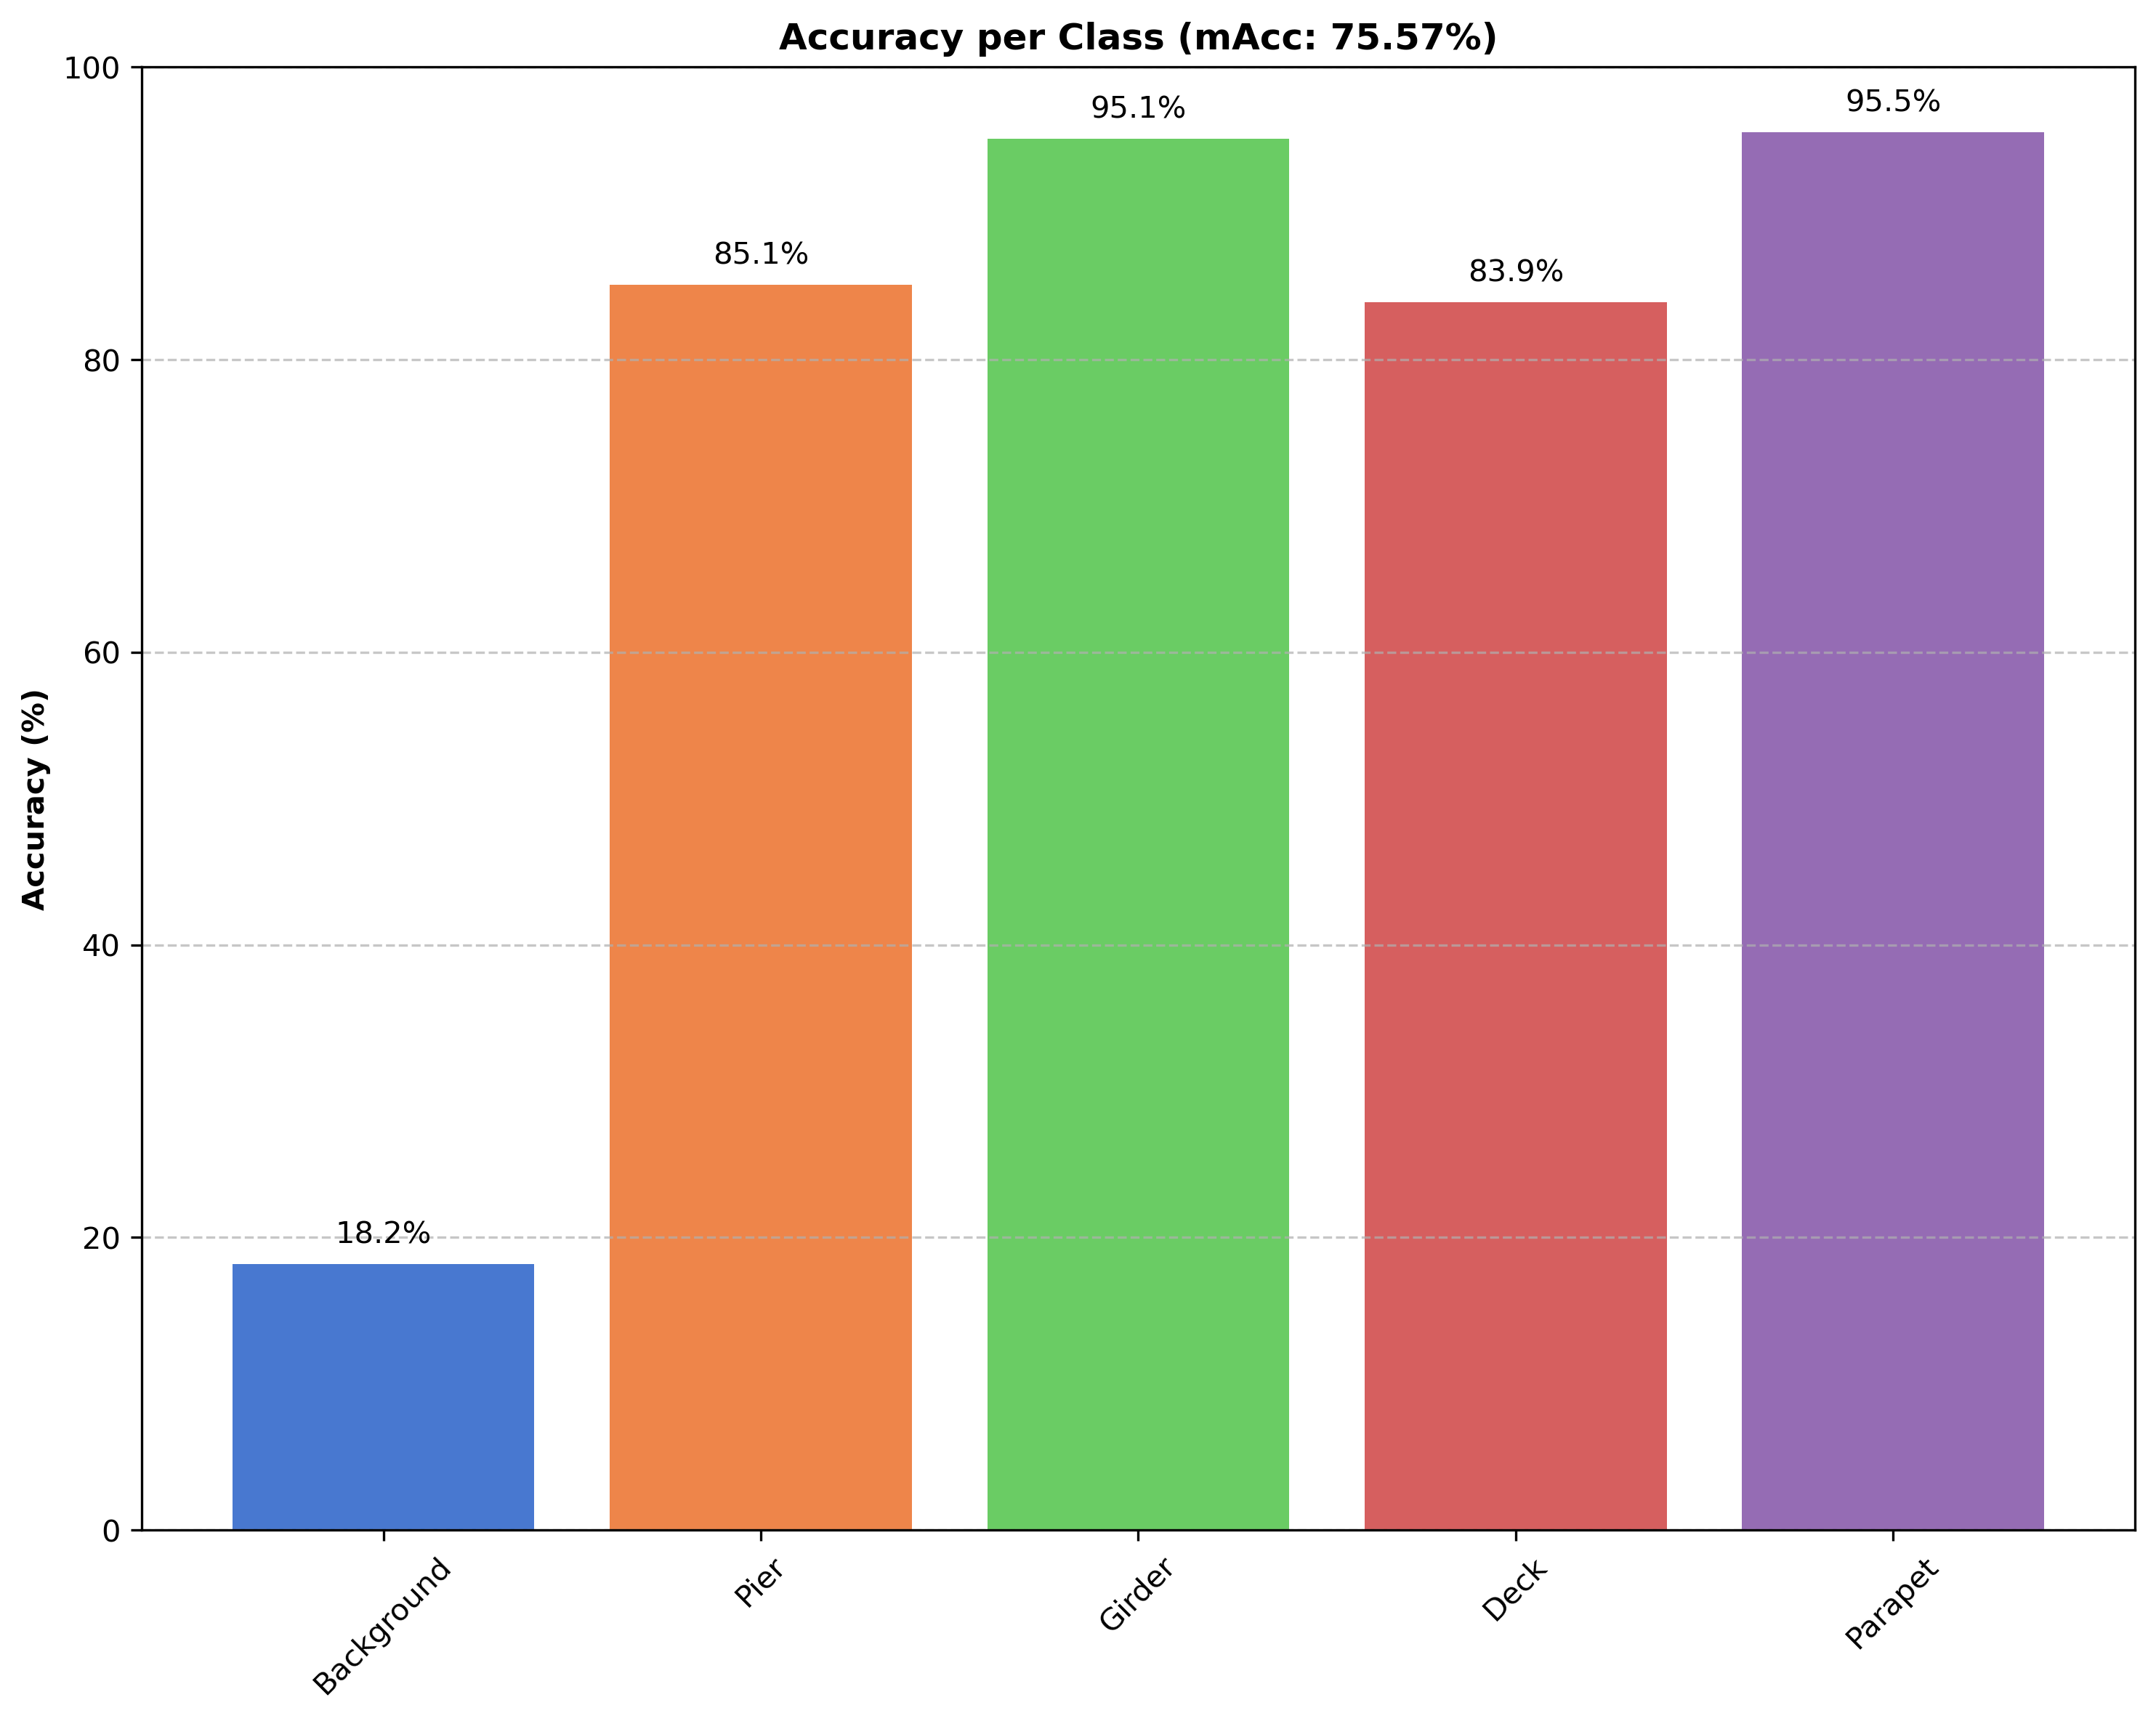 Accuracy per Class (mAcc: 75.57%)
Accuracy (%)
100
80
60
40
20
0
18.2%
85.1%
95.1%
83.9%
95.5%
Background
Pier
Girder
Deck
Parapet